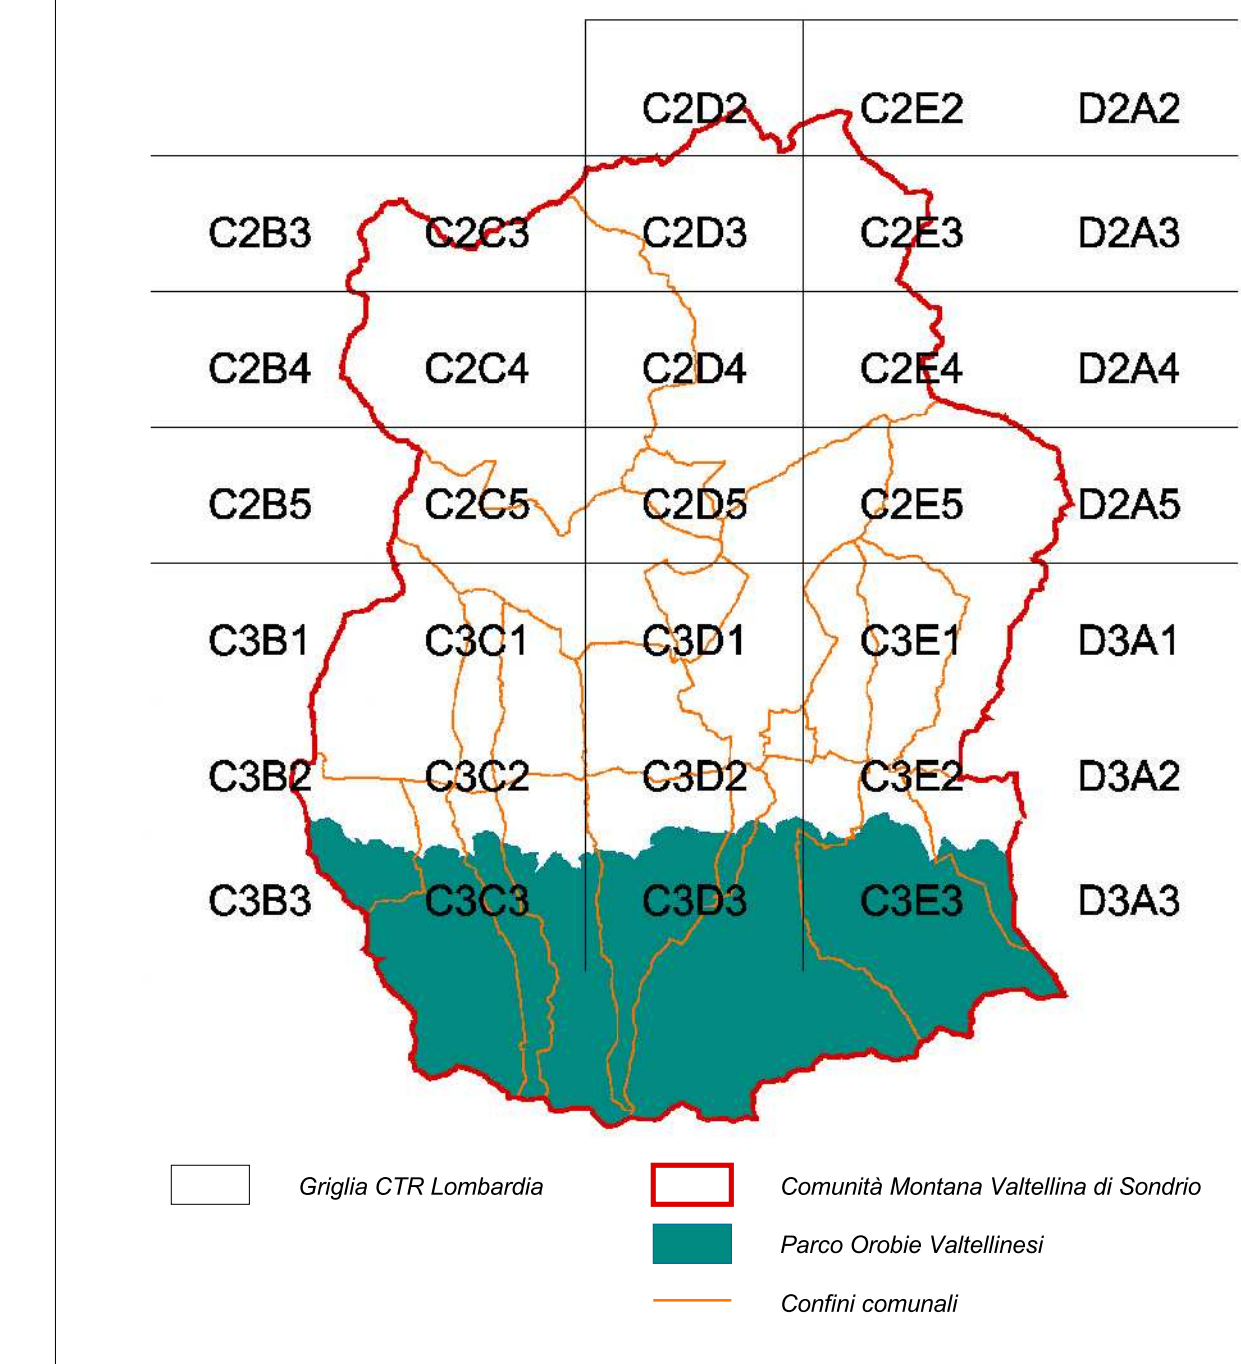 C2D2 C2E2 D2A2
C2B3 C2C3 C2D3 C2E3 D2A3
C2B4 C2C4 C2D4 C2E4 D2A4
C2B5 C2C5 C2D5 C2E5 D2A5
C3B1 C3C1 C3D1 C3E1 D3A1
C3B2 C3C2 C3D2 C3E2 D3A2
C3B3 C3C3 C3D3 C3E3 D3A3
Griglia CTR Lombardia Comunità Montana Valtellina di Sondrio
Parco Orobie Valtellinesi
Confini comunali